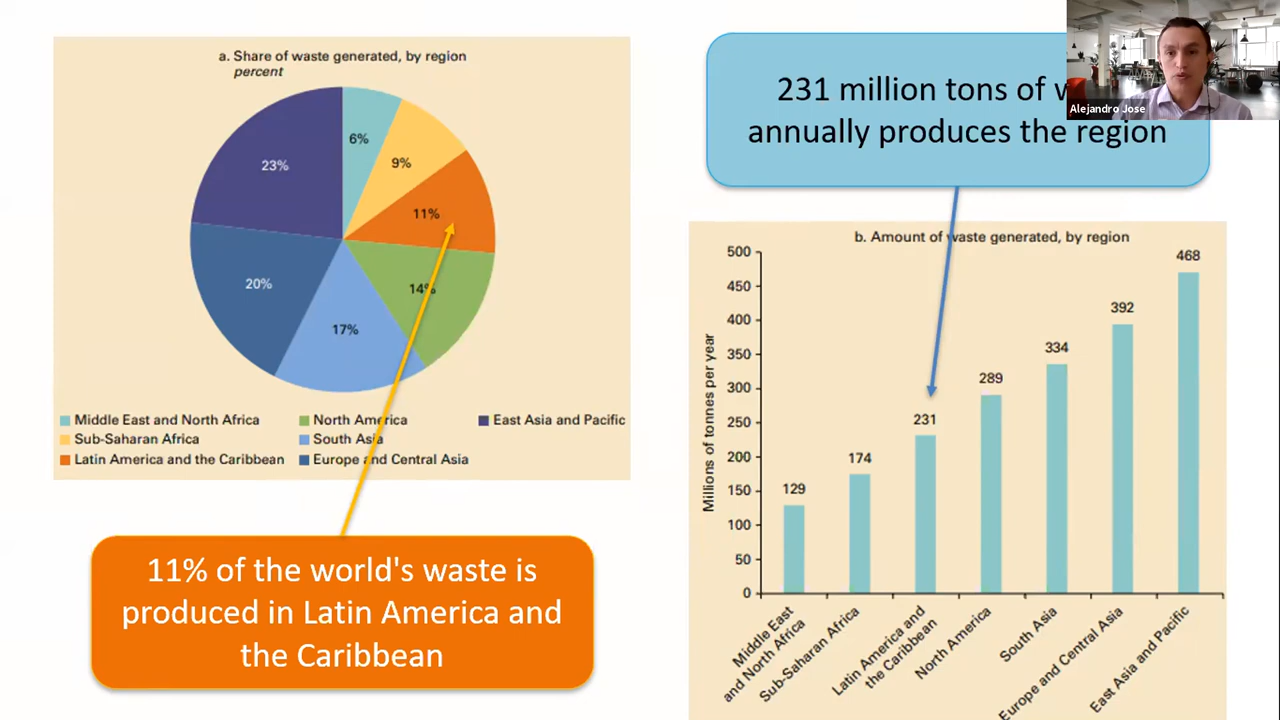 a. Share of waste generated, by region
percent
6%
9%
11%
14%
17%
20%
23%
Middle East and North Africa
North America
East Asia and Pacific
Sub-Saharan Africa
South Asia
Latin America and the Caribbean
Europe and Central Asia
11% of the world's waste is
produced in Latin America and
the Caribbean
231 million tons of
annually produces the region
Alejandro Jose
b. Amount of waste generated, by region
Millions of tonnes per year
500
450
400
350
300
250
200
150
100
50
0
129
174
231
289
334
392
468
Middle East
and North Africa
Sub-Saharan Africa
Latin America and
the Caribbean
North America
South Asia
Europe and Central Asia
East Asia and Pacific